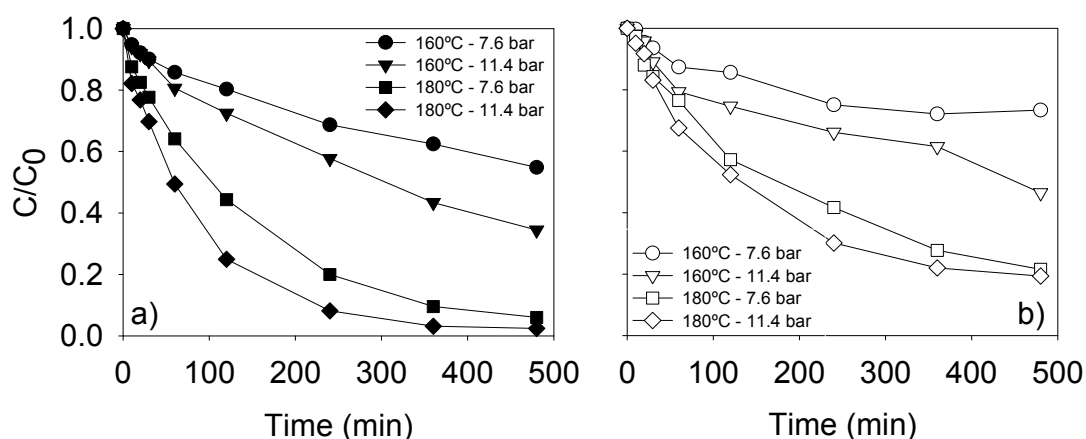 C/C0
1.0
0.8
0.6
0.4
0.2
0.0
160ºC - 7.6 bar
160ºC - 11.4 bar
180ºC - 7.6 bar
180ºC - 11.4 bar
a)
0
100
200
300
400
500
Time (min)
160ºC - 7.6 bar
160ºC - 11.4 bar
180ºC - 7.6 bar
180ºC - 11.4 bar
b)
0
100
200
300
400
500
Time (min)